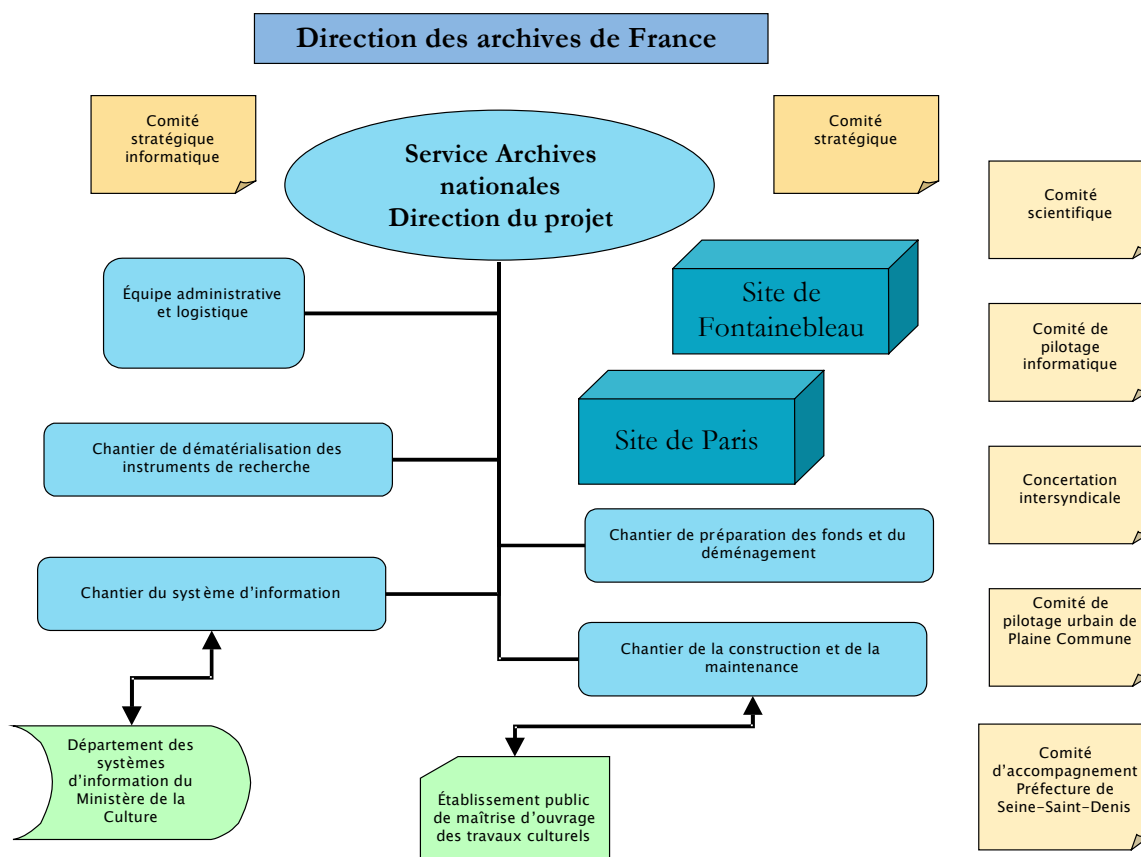 Direction des archives de France
Comité
stratégique
informatique
Service Archives
nationales
Direction du projet
Comité
stratégique
Comité
scientifique
Équipe administrative
et logistique
Site de
Fontainebleau
Comité de
pilotage
informatique
Site de Paris
Chantier de dématérialisation des
instruments de recherche
Concertation
intersyndicale
Chantier de préparation des fonds et du
déménagement
Chantier du système d'information
Comité de
pilotage urbain de
Plaine Commune
Chantier de la construction et de la
maintenance
Département des
systèmes
d'information du
Ministère de la
Culture
Établissement public
de maîtrise d'ouvrage
des travaux culturels
Comité
d'accompagnement
Préfecture de
Seine-Saint-Denis